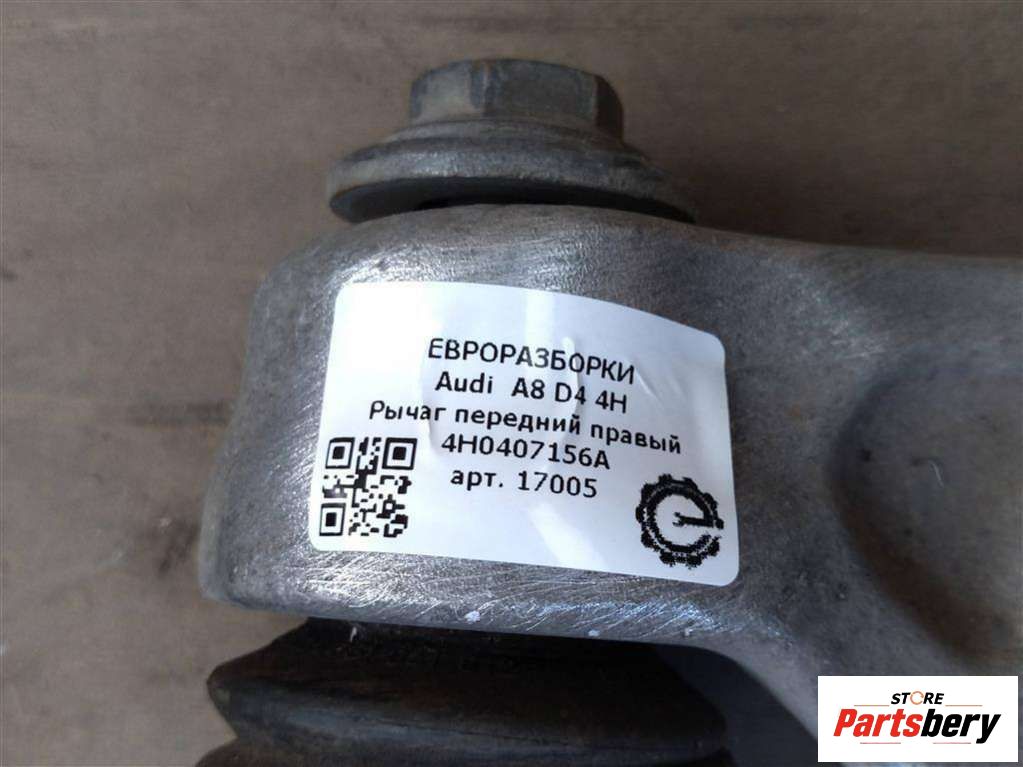 ЕВРОРАЗБОРКИ
Audi A8 D4 4H
Рычаг передний правый
4H0407156A
арт. 17005
STORE
Partsbery